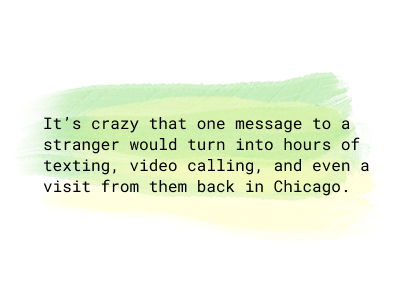 It’s crazy that one message to a
stranger would turn into hours of
texting, video calling, and even a
visit from them back in Chicago.